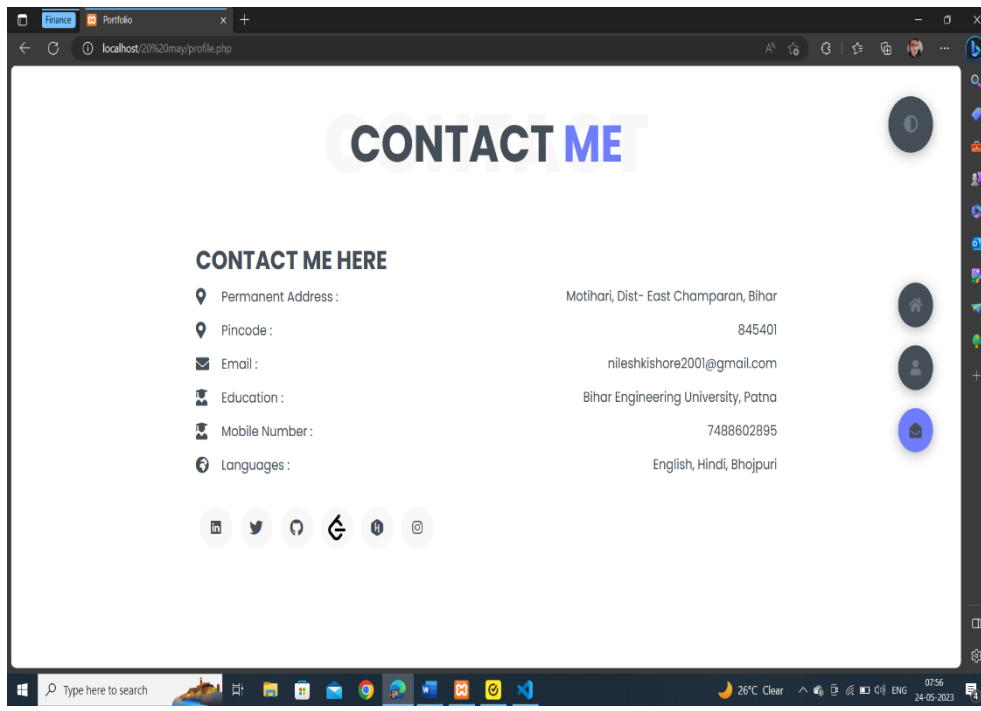 Finance Portfolio
localhost/20%20may/profile.php
CONTACT
CONTACT ME
CONTACT ME HERE
Permanent Address : Motihari, Dist- East Champaran, Bihar
Pincode : 845401
Email : nileshkishore2001@gmail.com
Education : Bihar Engineering University, Patna
Mobile Number : 7488602895
Languages : English, Hindi, Bhojpuri
Type here to search
26°C Clear
ENG
07:56
24-05-2023
4